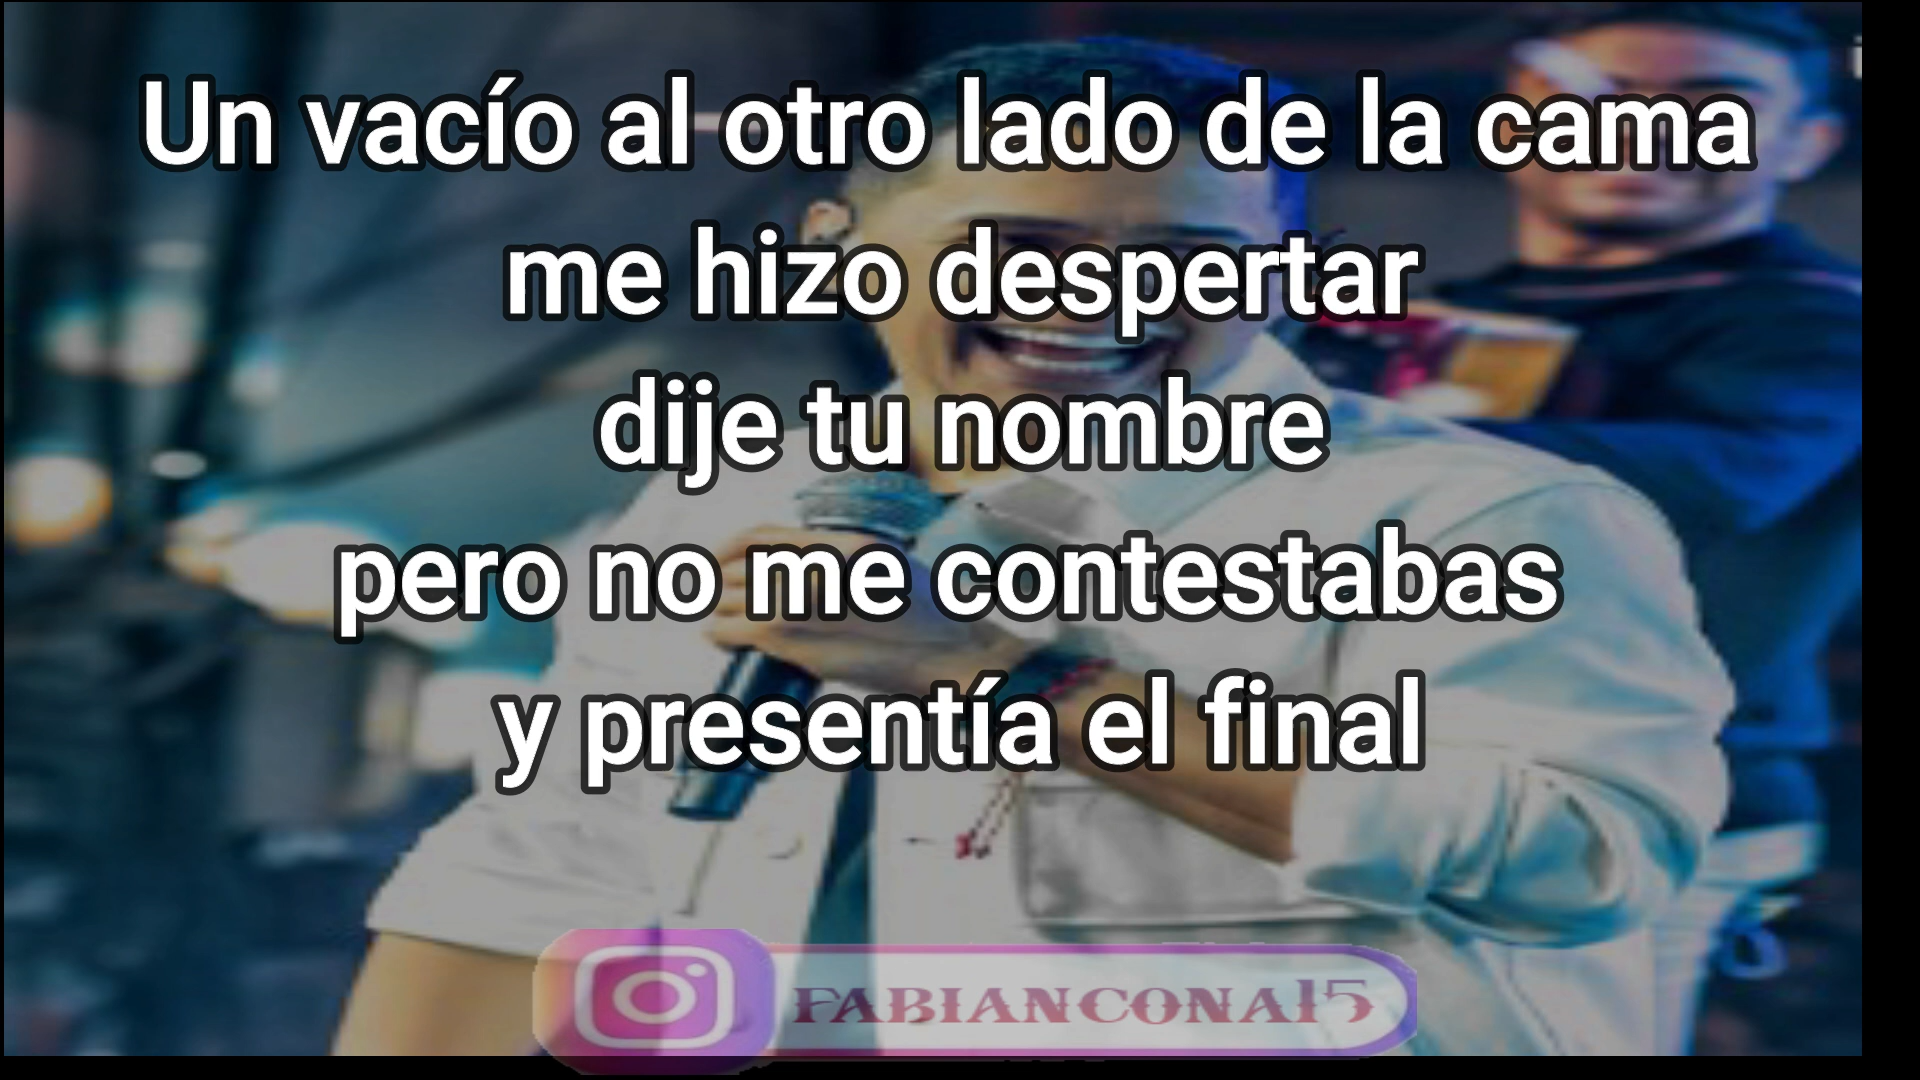 Un vacío al otro lado de la cama
me hizo despertar
dije tu nombre
pero no me contestabas
y presentía el final
FABIANCONA15